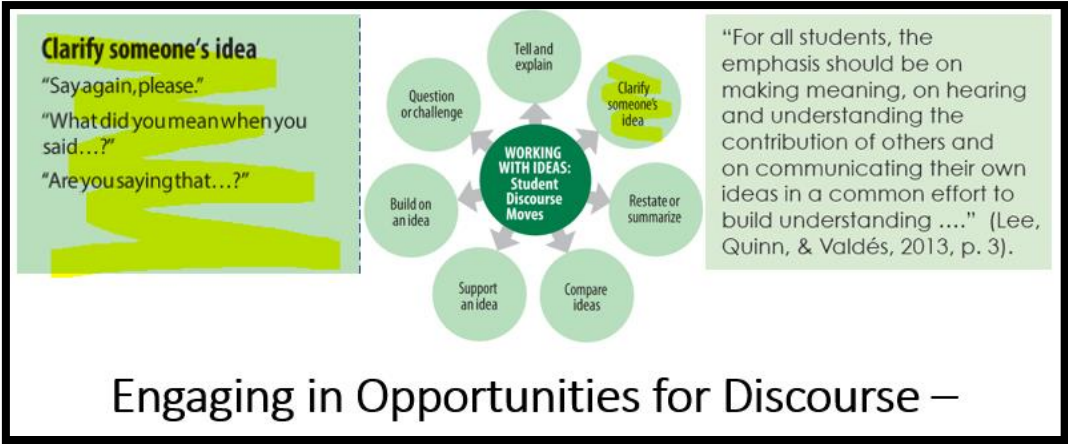 Clarify someone's idea
"Say again, please."
"What did you mean when you
said…?"
"Are you saying that…?"
Tell and
explain
Clarify
someone's
idea
Restate or
summarize
Compare
ideas
Support
an idea
Build on
an idea
Question
or challenge
WORKING
WITH IDEAS:
Student
Discourse
Moves
“For all students, the
emphasis should be on
making meaning, on hearing
and understanding the
contribution of others and
on communicating their own
ideas in a common effort to
build understanding ....” (Lee,
Quinn, & Valdés, 2013, p. 3).
Engaging in Opportunities for Discourse –